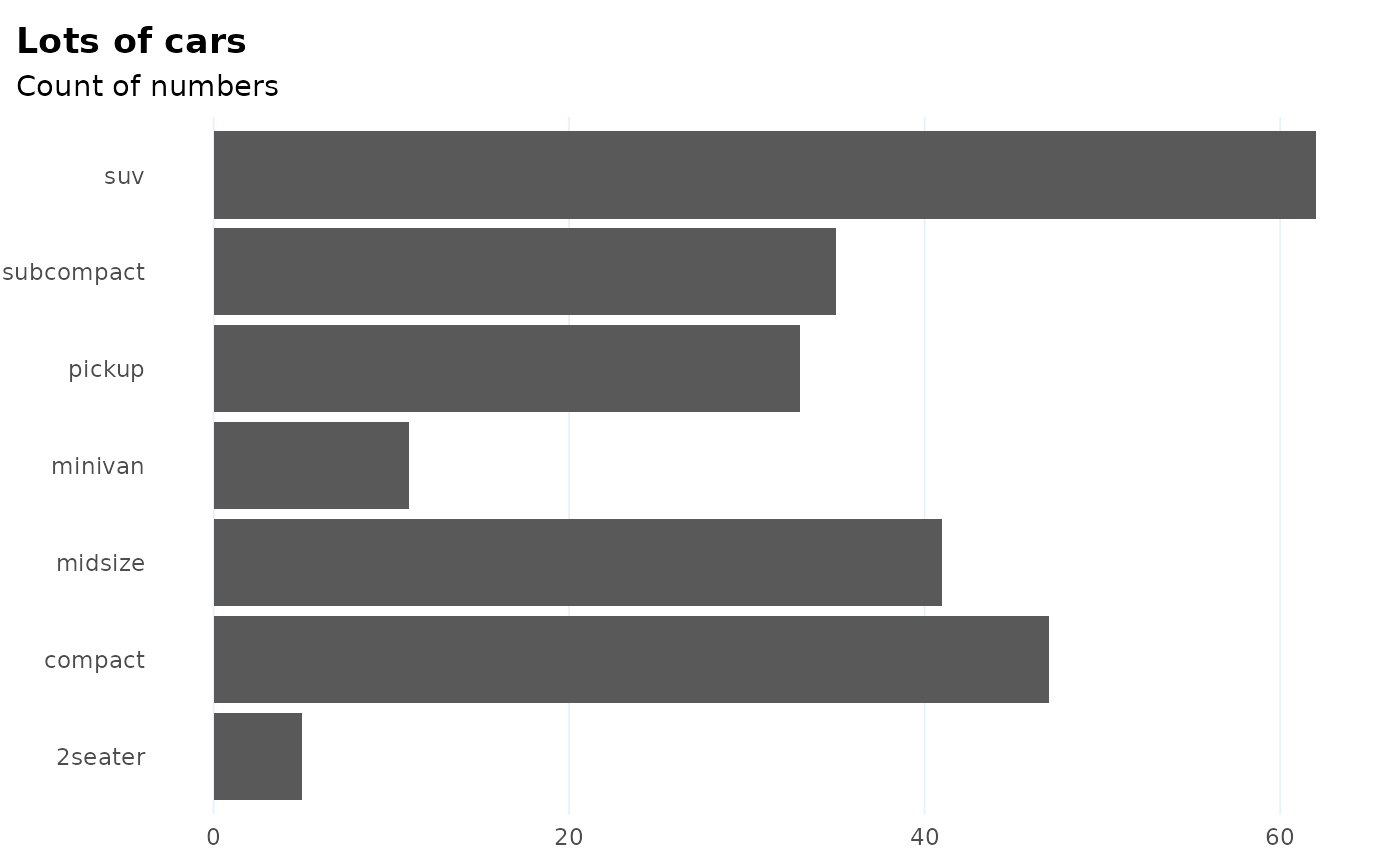 Lots of cars
Count of numbers
suv
subcompact
pickup
minivan
midsize
compact
2seater
0 20 40 60